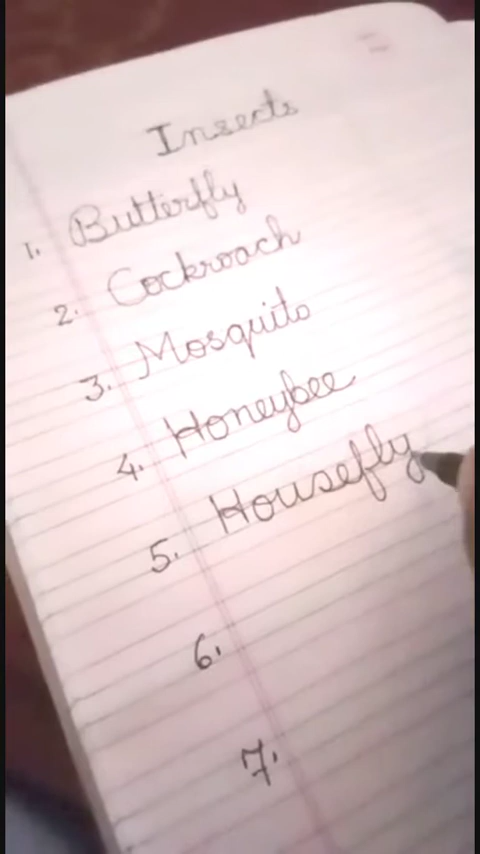 Insects
1. Butterfly
2. Cockroach
3. Mosquito
4. Honeybee
5. Housefly
6.
7.